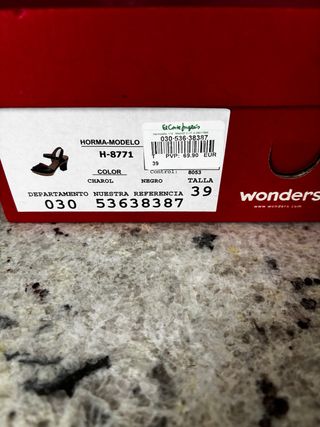 HORMA-MODELO
H-8771
El Corte Inglés
030-536-38387
1 PVP: 69.90 EUR
39
COLOR
Control: 8053
CHAROL NEGRO TALLA
39
DEPARTAMENTO NUESTRA REFERENCIA
030 53638387
wonders
www.wonders.com